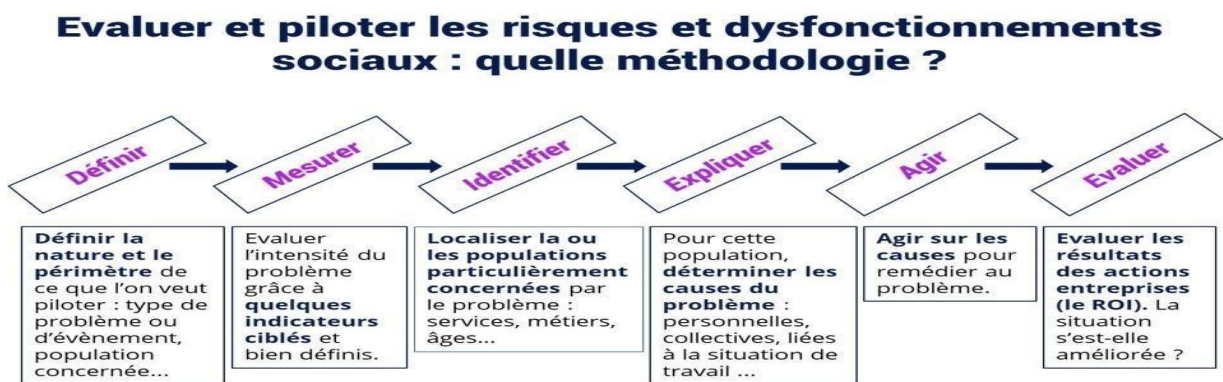 Evaluer et piloter les risques et dysfonctionnements
sociaux : quelle méthodologie ?
Définir
Mesurer
Identifier
Expliquer
Agir
Evaluer
Définir la
nature et le
périmètre de
ce que l’on veut
piloter : type de
problème ou
d’évènement,
population
concernée...
Evaluer
l’intensité du
problème
grâce à
quelques
indicateurs
ciblés et
bien définis.
Localiser la ou
les populations
particulièrement
concernées par
le problème :
services, métiers,
âges...
Pour cette
population,
déterminer les
causes du
problème :
personnelles,
collectives, liées
à la situation de
travail ...
Agir sur les
causes pour
remédier au
problème.
Evaluer les
résultats
des actions
entreprises
(le ROI). La
situation
s’est-elle
améliorée ?